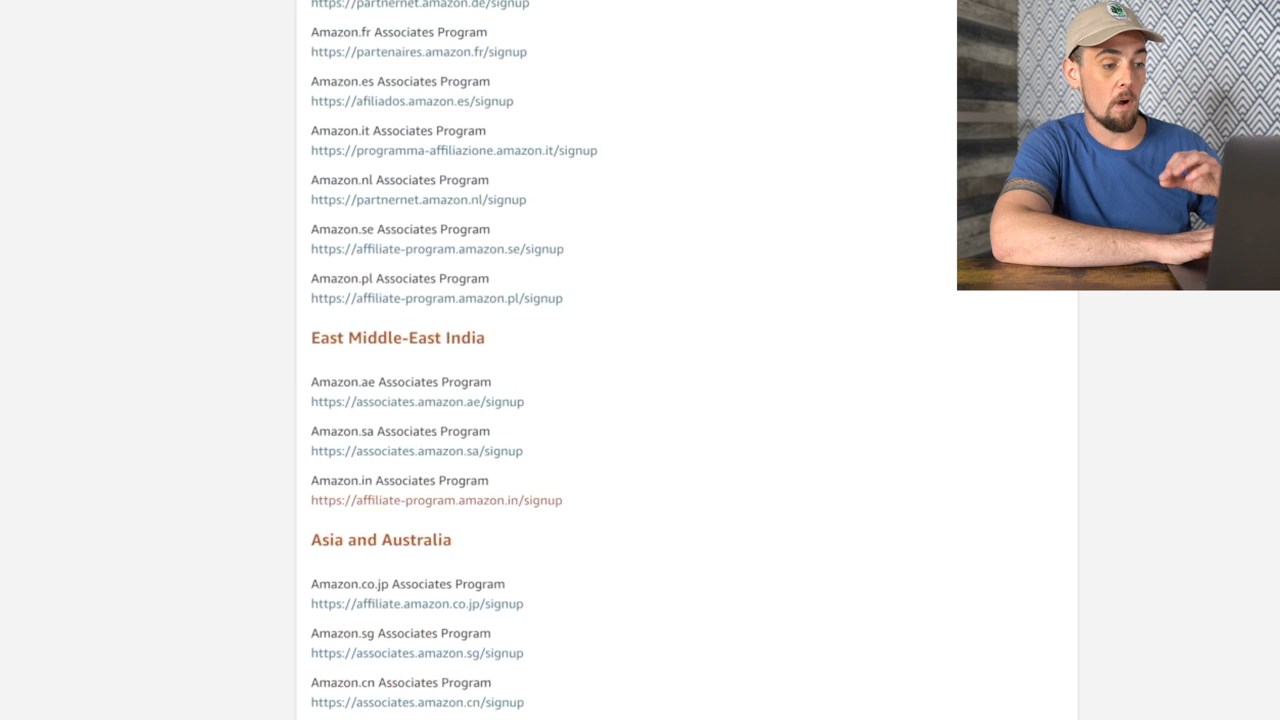 https://partnernet.amazon.de/signup
Amazon.fr Associates Program
https://partenaires.amazon.fr/signup
Amazon.es Associates Program
https://afiliados.amazon.es/signup
Amazon.it Associates Program
https://programma-affiliazione.amazon.it/signup
Amazon.nl Associates Program
https://partnernet.amazon.nl/signup
Amazon.se Associates Program
https://affiliate-program.amazon.se/signup
Amazon.pl Associates Program
https://affiliate-program.amazon.pl/signup
East Middle-East India
Amazon.ae Associates Program
https://associates.amazon.ae/signup
Amazon.sa Associates Program
https://associates.amazon.sa/signup
Amazon.in Associates Program
https://affiliate-program.amazon.in/signup
Asia and Australia
Amazon.co.jp Associates Program
https://affiliate.amazon.co.jp/signup
Amazon.sg Associates Program
https://associates.amazon.sg/signup
Amazon.cn Associates Program
https://associates.amazon.cn/signup